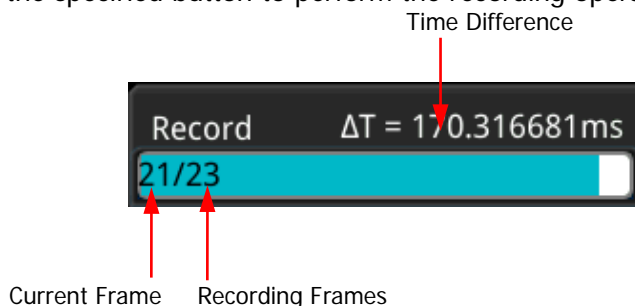 the specified button to perform the recording oper
Time Difference
Record ΔT = 170.316681ms
21/23
Current Frame Recording Frames